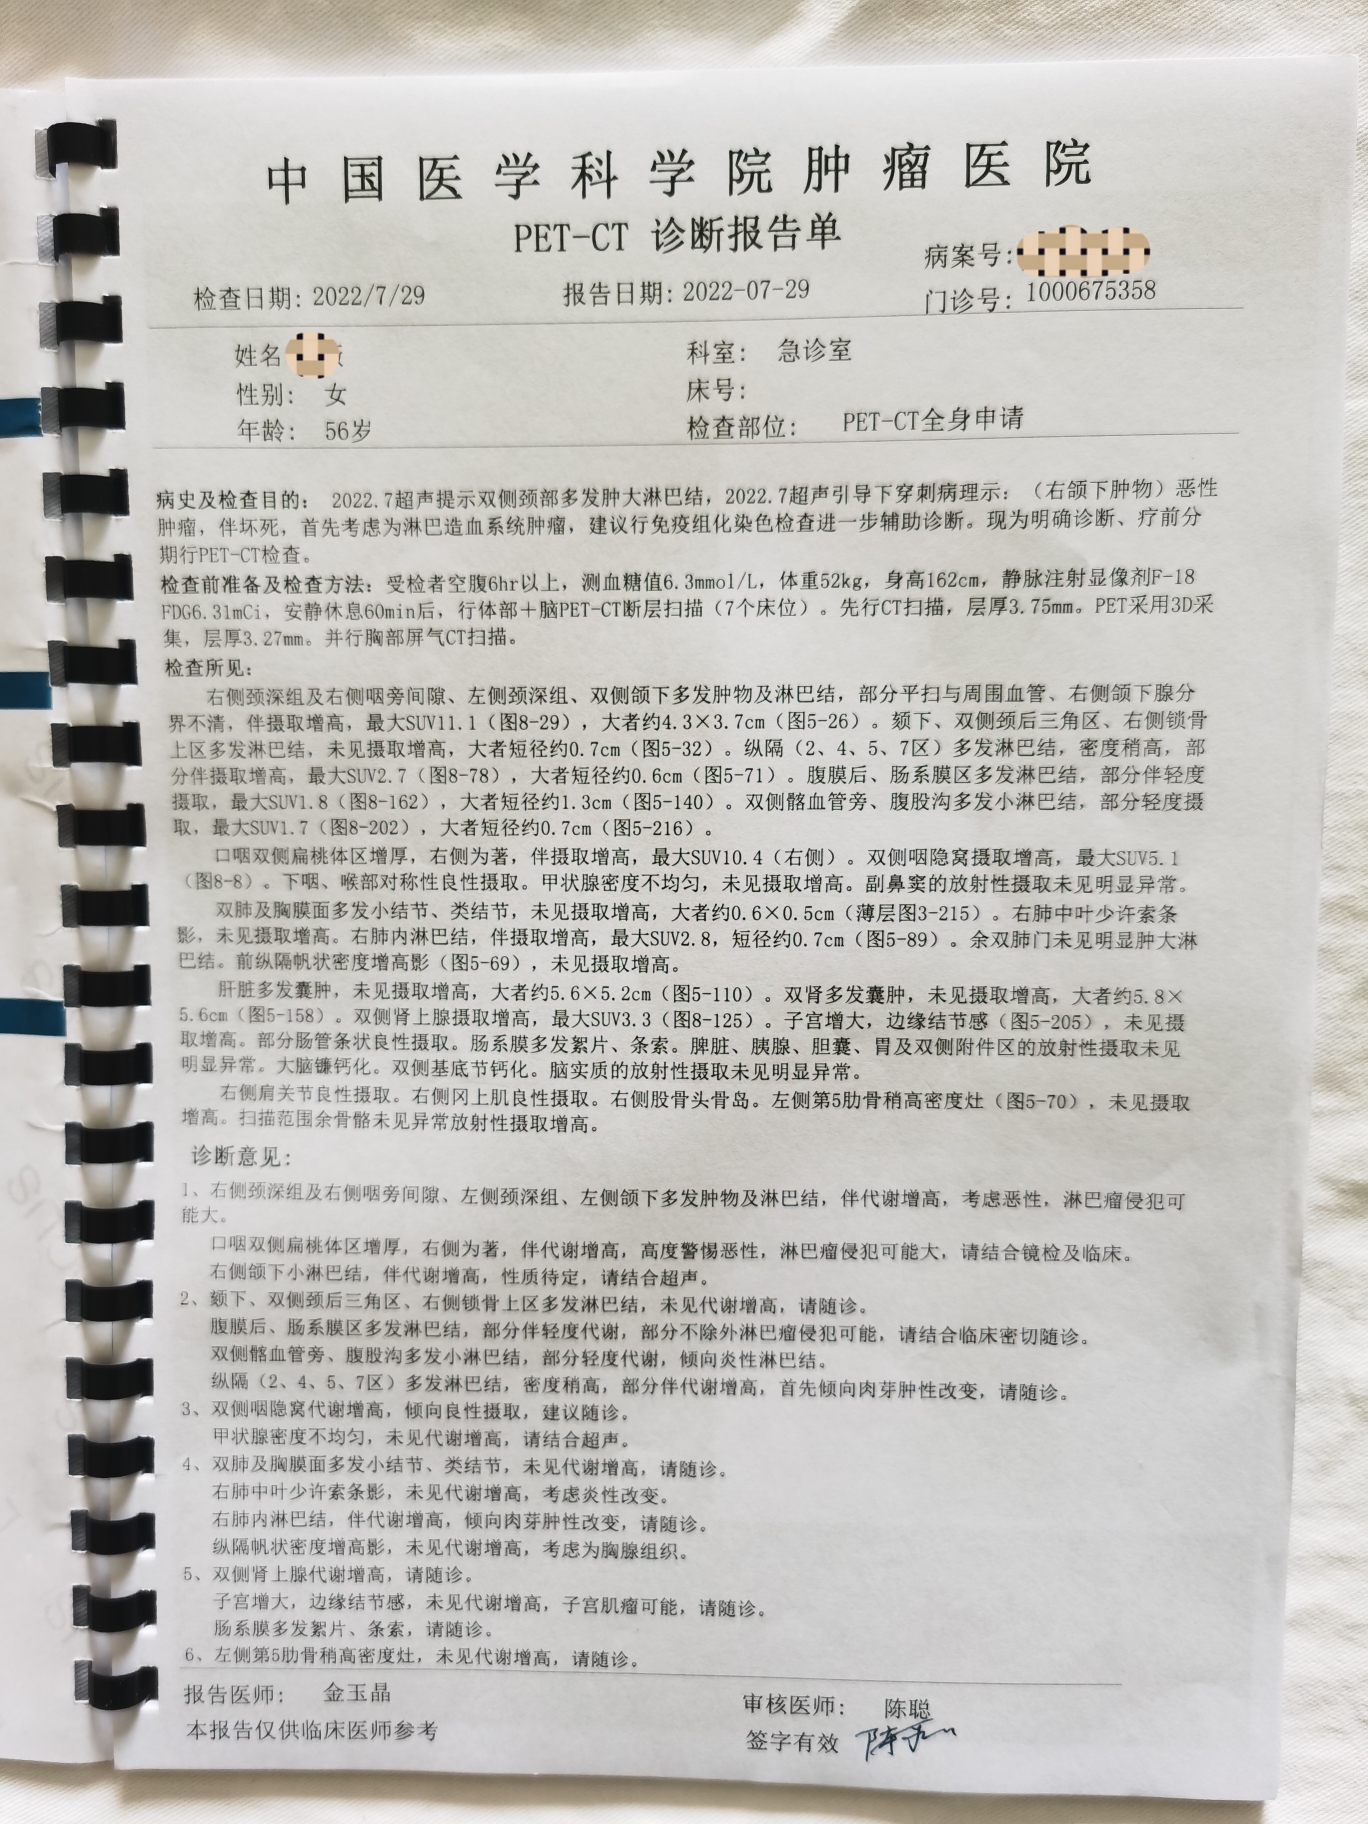 中国医学科学院肿瘤医院
PET-CT 诊断报告单
病案号:
检查日期: 2022/7/29 报告日期: 2022-07-29 门诊号: 1000675358
姓名 科室: 急诊室
性别: 女 床号:
年龄: 56岁 检查部位: PET-CT全身申请
病史及检查目的: 2022.7超声提示双侧颈部多发肿大淋巴结，2022.7超声引导下穿刺病理示:（右颌下肿物）恶性
肿瘤，伴坏死，首先考虑为淋巴造血系统肿瘤，建议行免疫组化染色检查进一步辅助诊断。现为明确诊断、疗前分
期行PET-CT检查。
检查前准备及检查方法: 受检者空腹6hr以上，测血糖值6.3mmol/L，体重52kg，身高162cm，静脉注射显像剂F-18
FDG6.31mCi，安静休息60min后，行体部＋脑PET-CT断层扫描（7个床位）。先行CT扫描，层厚3.75mm。PET采用3D采
集，层厚3.27mm。并行胸部屏气CT扫描。
检查所见:
右侧颈深组及右侧咽旁间隙、左侧颈深组、双侧颌下多发肿物及淋巴结，部分平扫与周围血管、右侧颌下腺分
界不清，伴摄取增高，最大SUV11.1（图8-29），大者约4.3×3.7cm（图5-26）。颏下、双侧颈后三角区、右侧锁骨
上区多发淋巴结，未见摄取增高，大者短径约0.7cm（图5-32）。纵隔（2、4、5、7区）多发淋巴结，密度稍高，部
分伴摄取增高，最大SUV2.7（图8-78），大者短径约0.6cm（图5-71）。腹膜后、肠系膜区多发淋巴结，部分伴轻度
摄取，最大SUV1.8（图8-162），大者短径约1.3cm（图5-140）。双侧髂血管旁、腹股沟多发小淋巴结，部分轻度摄
取，最大SUV1.7（图8-202），大者短径约0.7cm（图5-216）。
口咽双侧扁桃体区增厚，右侧为著，伴摄取增高，最大SUV10.4（右侧）。双侧咽隐窝摄取增高，最大SUV5.1
（图8-8）。下咽、喉部对称性良性摄取。甲状腺密度不均匀，未见摄取增高。副鼻窦的放射性摄取未见明显异常。
双肺及胸膜面多发小结节、类结节，未见摄取增高，大者约0.6×0.5cm（薄层图3-215）。右肺中叶少许索条
影，未见摄取增高。右肺内淋巴结，伴摄取增高，最大SUV2.8，短径约0.7cm（图5-89）。余双肺门未见明显肿大淋
巴结。前纵隔帆状密度增高影（图5-69），未见摄取增高。
肝脏多发囊肿，未见摄取增高，大者约5.6×5.2cm（图5-110）。双肾多发囊肿，未见摄取增高，大者约5.8×
5.6cm（图5-158）。双侧肾上腺摄取增高，最大SUV3.3（图8-125）。子宫增大，边缘结节感（图5-205），未见摄
取增高。部分肠管条状良性摄取。肠系膜多发絮片、条索。脾脏、胰腺、胆囊、胃及双侧附件区的放射性摄取未见
明显异常。大脑镰钙化。双侧基底节钙化。脑实质的放射性摄取未见明显异常。
右侧肩关节良性摄取。右侧冈上肌良性摄取。右侧股骨头骨岛。左侧第5肋骨稍高密度灶（图5-70），未见摄取
增高。扫描范围余骨骼未见异常放射性摄取增高。
诊断意见:
1、右侧颈深组及右侧咽旁间隙、左侧颈深组、左侧颌下多发肿物及淋巴结，伴代谢增高，考虑恶性，淋巴瘤侵犯可
能大。
口咽双侧扁桃体区增厚，右侧为著，伴代谢增高，高度警惕恶性，淋巴瘤侵犯可能大，请结合镜检及临床。
右侧颌下小淋巴结，伴代谢增高，性质待定，请结合超声。
2、颏下、双侧颈后三角区、右侧锁骨上区多发淋巴结，未见代谢增高，请随诊。
腹膜后、肠系膜区多发淋巴结，部分伴轻度代谢，部分不除外淋巴瘤侵犯可能，请结合临床密切随诊。
双侧髂血管旁、腹股沟多发小淋巴结，部分轻度代谢，倾向炎性淋巴结。
纵隔（2、4、5、7区）多发淋巴结，密度稍高，部分伴代谢增高，首先倾向肉芽肿性改变，请随诊。
3、双侧咽隐窝代谢增高，倾向良性摄取，建议随诊。
甲状腺密度不均匀，未见代谢增高，请结合超声。
4、双肺及胸膜面多发小结节、类结节，未见代谢增高，请随诊。
右肺中叶少许索条影，未见代谢增高，考虑炎性改变。
右肺内淋巴结，伴代谢增高，倾向肉芽肿性改变，请随诊。
纵隔帆状密度增高影，未见代谢增高，考虑为胸腺组织。
5、双侧肾上腺代谢增高，请随诊。
子宫增大，边缘结节感，未见代谢增高，子宫肌瘤可能，请随诊。
肠系膜多发絮片、条索，请随诊。
6、左侧第5肋骨稍高密度灶，未见代谢增高，请随诊。
报告医师: 金玉晶 审核医师: 陈聪
本报告仅供临床医师参考 签字有效